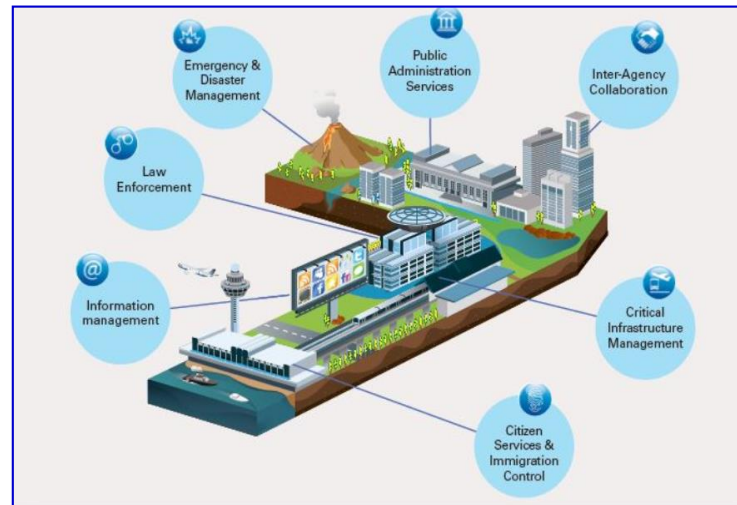 Emergency &
Disaster
Management
Public
Administration
Services
Inter-Agency
Collaboration
Law
Enforcement
@
Information
management
Critical
Infrastructure
Management
Citizen
Services &
Immigration
Control